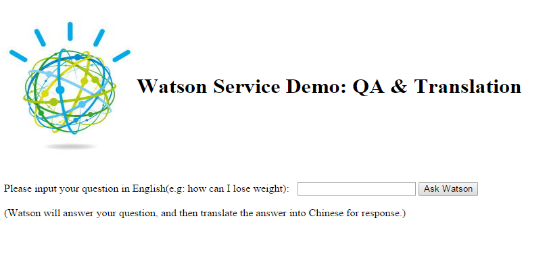 Watson Service Demo: QA & Translation
Please input your question in English(e.g: how can I lose weight): Ask Watson
(Watson will answer your question, and then translate the answer into Chinese for response.)